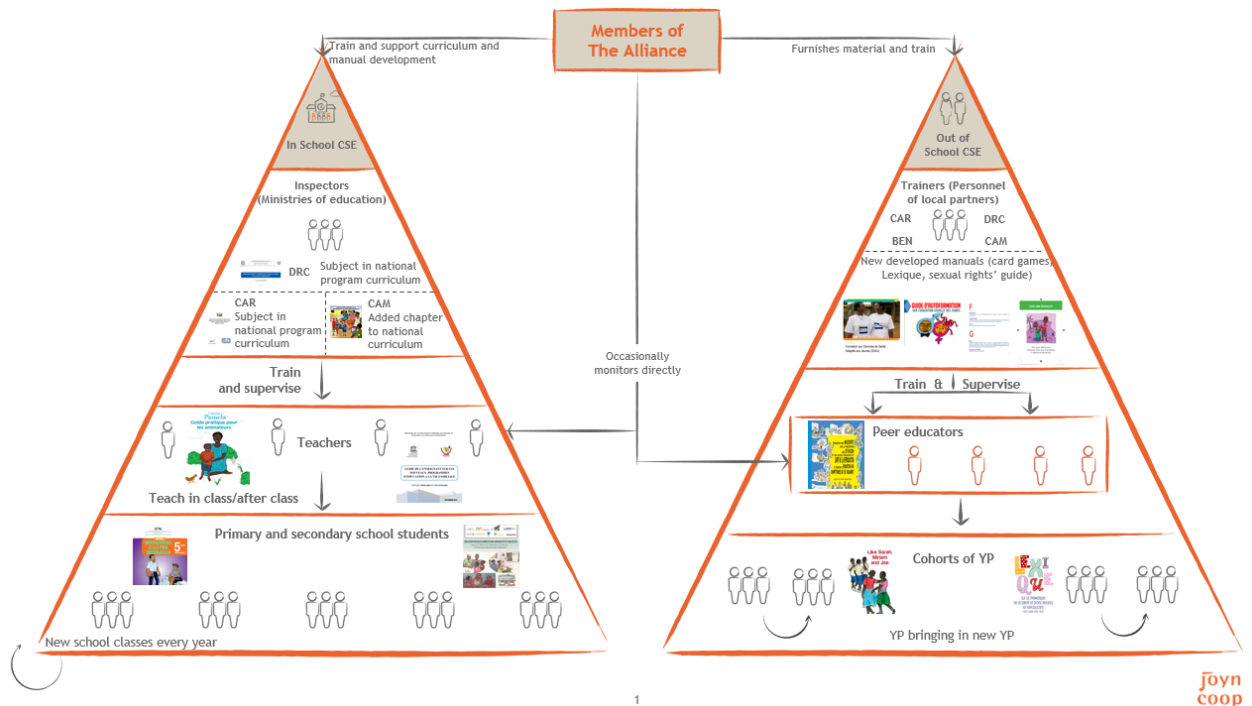 Members of
The Alliance
Train and support curriculum and
manual development
Furnishes material and train
In School CSE
Inspectors
(Ministries of education)
DRC
Subject in national
program curriculum
CAR
Subject in
national program
curriculum
CAM
Added chapter
to national
curriculum
Train
and supervise
Pamela
Guide pratique pour
les animateurs
Teachers
Teach in class/after class
Primary and secondary school students
New school classes every year
Occasionally
monitors directly
Out of
School CSE
Trainers (Personnel
of local partners)
CAR
DRC
BEN
CAM
New developed manuals (card games,
Lexique, sexual rights’ guide)
GUIDE D'AUTOFORMATION
F
G
Train & Supervise
Peer educators
Cohorts of YP
Like Sarah,
Miriam
and Joe
LEXI
QUE
YP bringing in new YP
1
joyn
coop